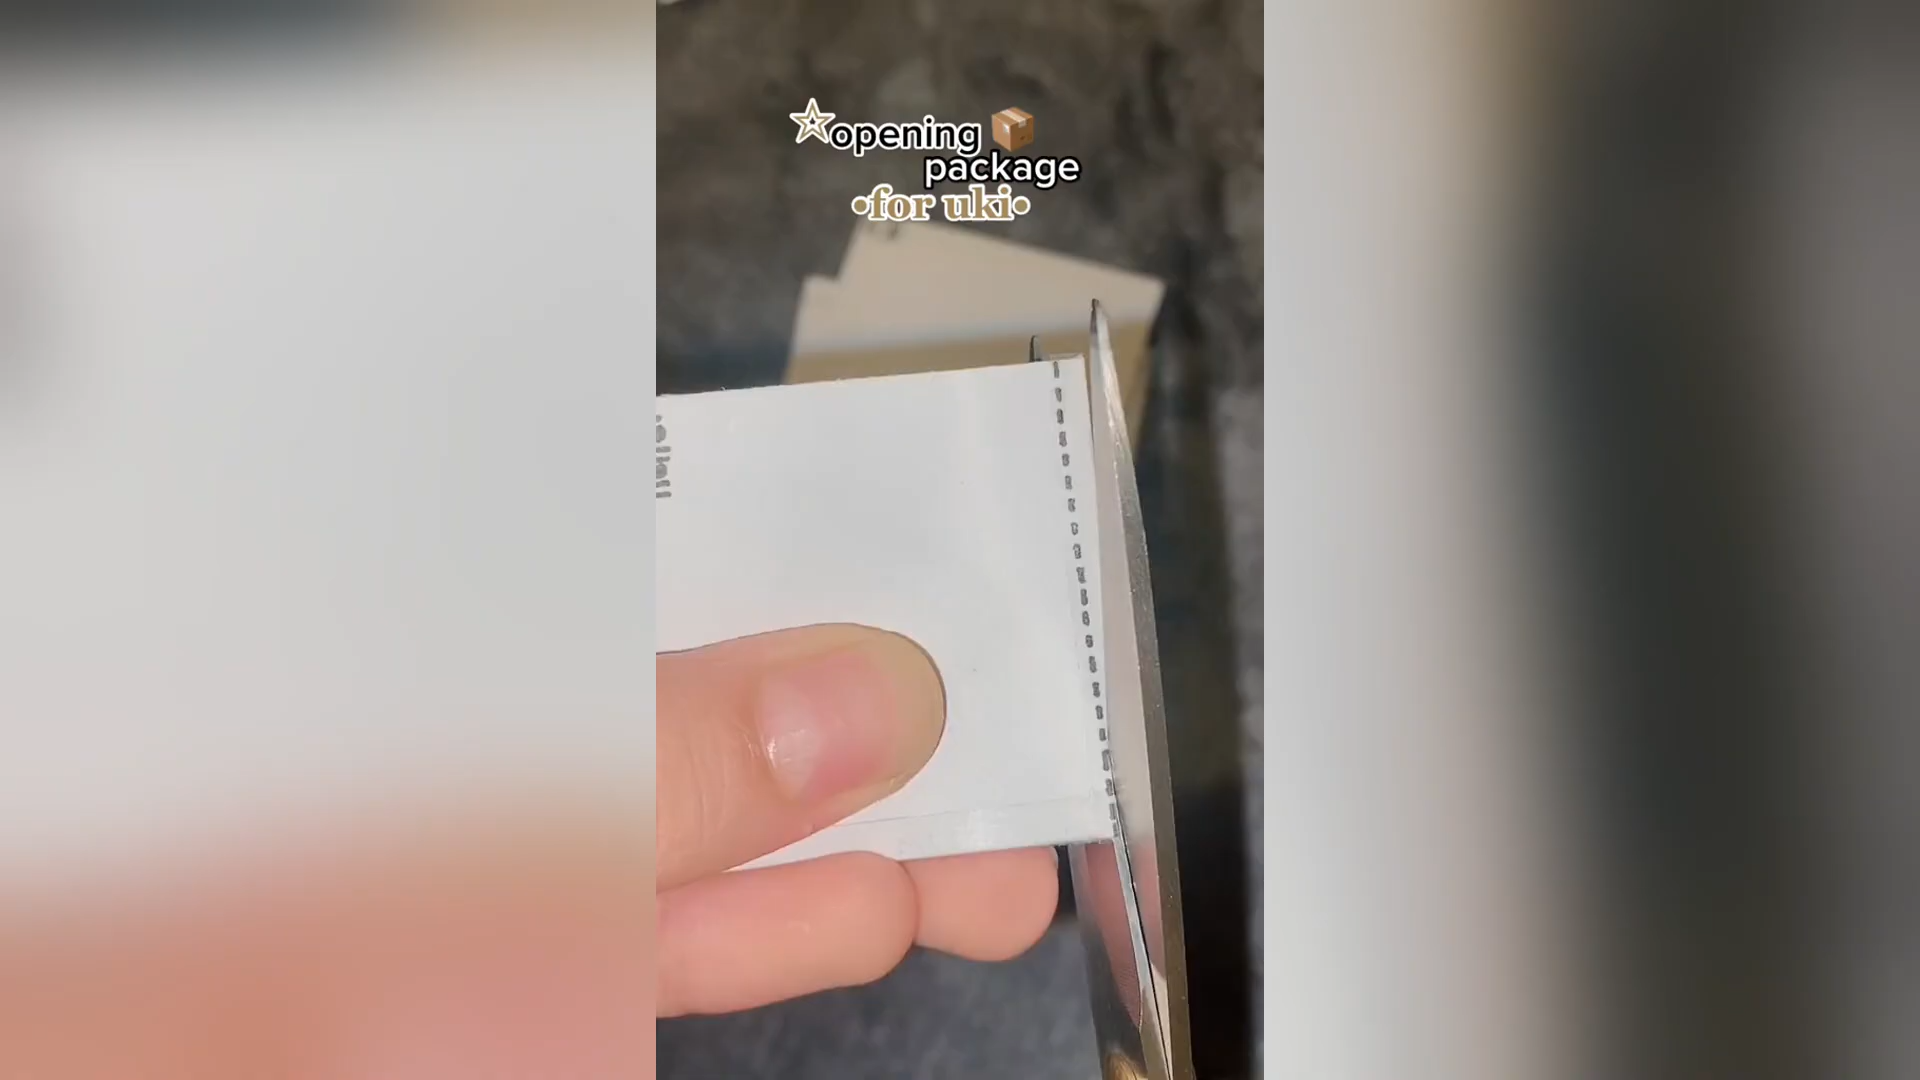 opening
package
•for uki•